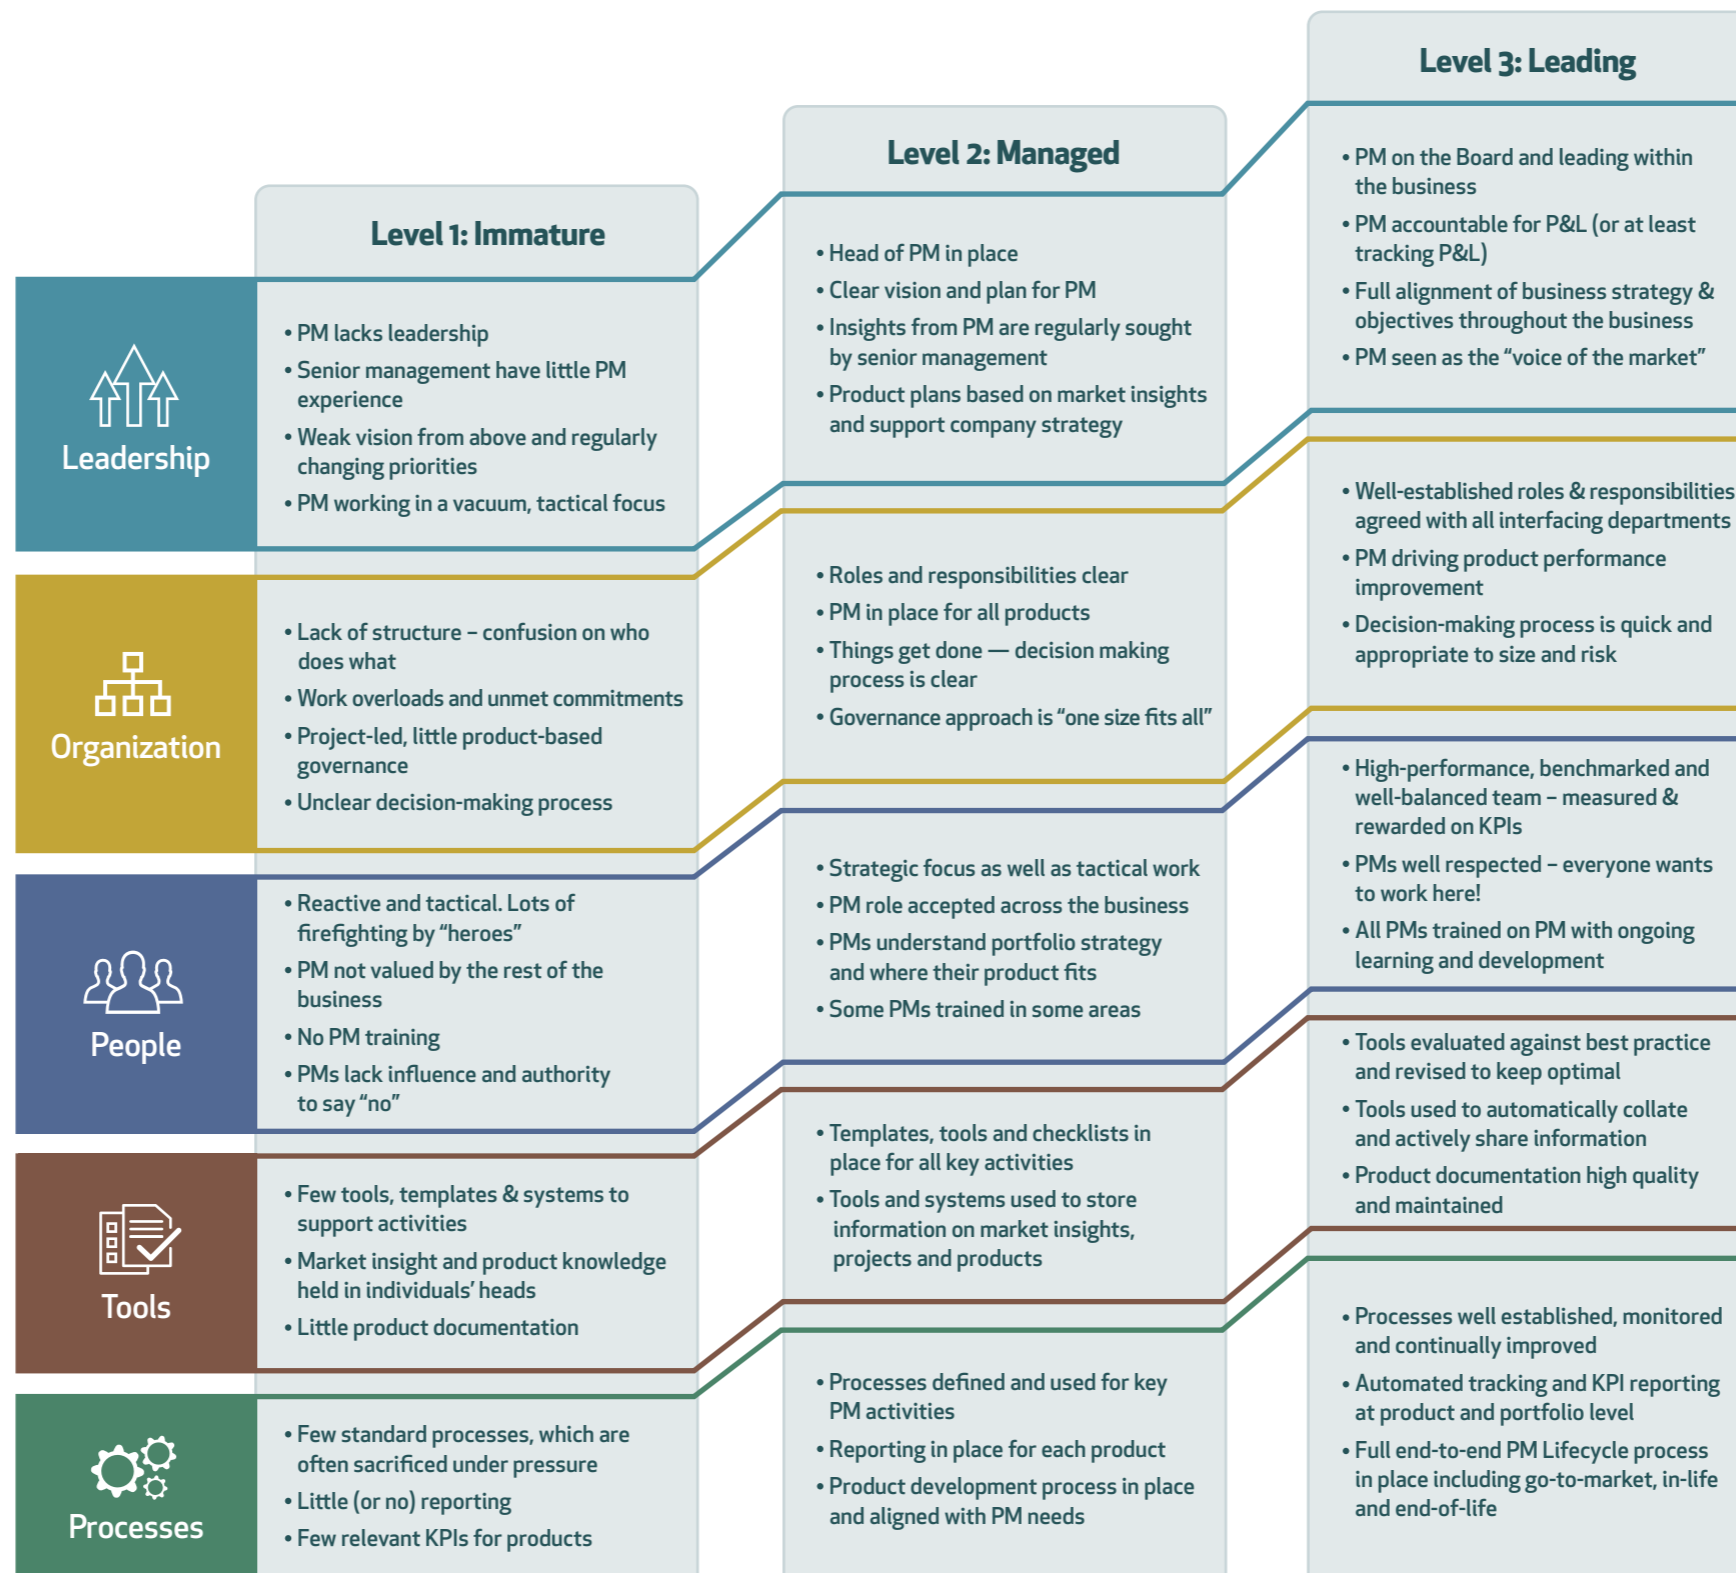 Level 1: Immature
Level 2: Managed
Level 3: Leading
Leadership
• PM lacks leadership
• Senior management have little PM
experience
• Weak vision from above and regularly
changing priorities
• PM working in a vacuum, tactical focus
• Head of PM in place
• Clear vision and plan for PM
• Insights from PM are regularly sought
by senior management
• Product plans based on market insights
and support company strategy
• PM on the Board and leading within
the business
• PM accountable for P&L (or at least
tracking P&L)
• Full alignment of business strategy &
objectives throughout the business
• PM seen as the “voice of the market”
Organization
• Lack of structure – confusion on who
does what
• Work overloads and unmet commitments
• Project-led, little product-based
governance
• Unclear decision-making process
• Roles and responsibilities clear
• PM in place for all products
• Things get done — decision making
process is clear
• Governance approach is “one size fits all”
• Well-established roles & responsibilities
agreed with all interfacing departments
• PM driving product performance
improvement
• Decision-making process is quick and
appropriate to size and risk
People
• Reactive and tactical. Lots of
firefighting by “heroes”
• PM not valued by the rest of the
business
• No PM training
• PMs lack influence and authority
to say “no”
• Strategic focus as well as tactical work
• PM role accepted across the business
• PMs understand portfolio strategy
and where their product fits
• Some PMs trained in some areas
• High-performance, benchmarked and
well-balanced team – measured &
rewarded on KPIs
• PMs well respected – everyone wants
to work here!
• All PMs trained on PM with ongoing
learning and development
Tools
• Few tools, templates & systems to
support activities
• Market insight and product knowledge
held in individuals’ heads
• Little product documentation
• Templates, tools and checklists in
place for all key activities
• Tools and systems used to store
information on market insights,
projects and products
• Tools evaluated against best practice
and revised to keep optimal
• Tools used to automatically collate
and actively share information
• Product documentation high quality
and maintained
Processes
• Few standard processes, which are
often sacrificed under pressure
• Little (or no) reporting
• Few relevant KPIs for products
• Processes defined and used for key
PM activities
• Reporting in place for each product
• Product development process in place
and aligned with PM needs
• Processes well established, monitored
and continually improved
• Automated tracking and KPI reporting
at product and portfolio level
• Full end-to-end PM Lifecycle process
in place including go-to-market, in-life
and end-of-life